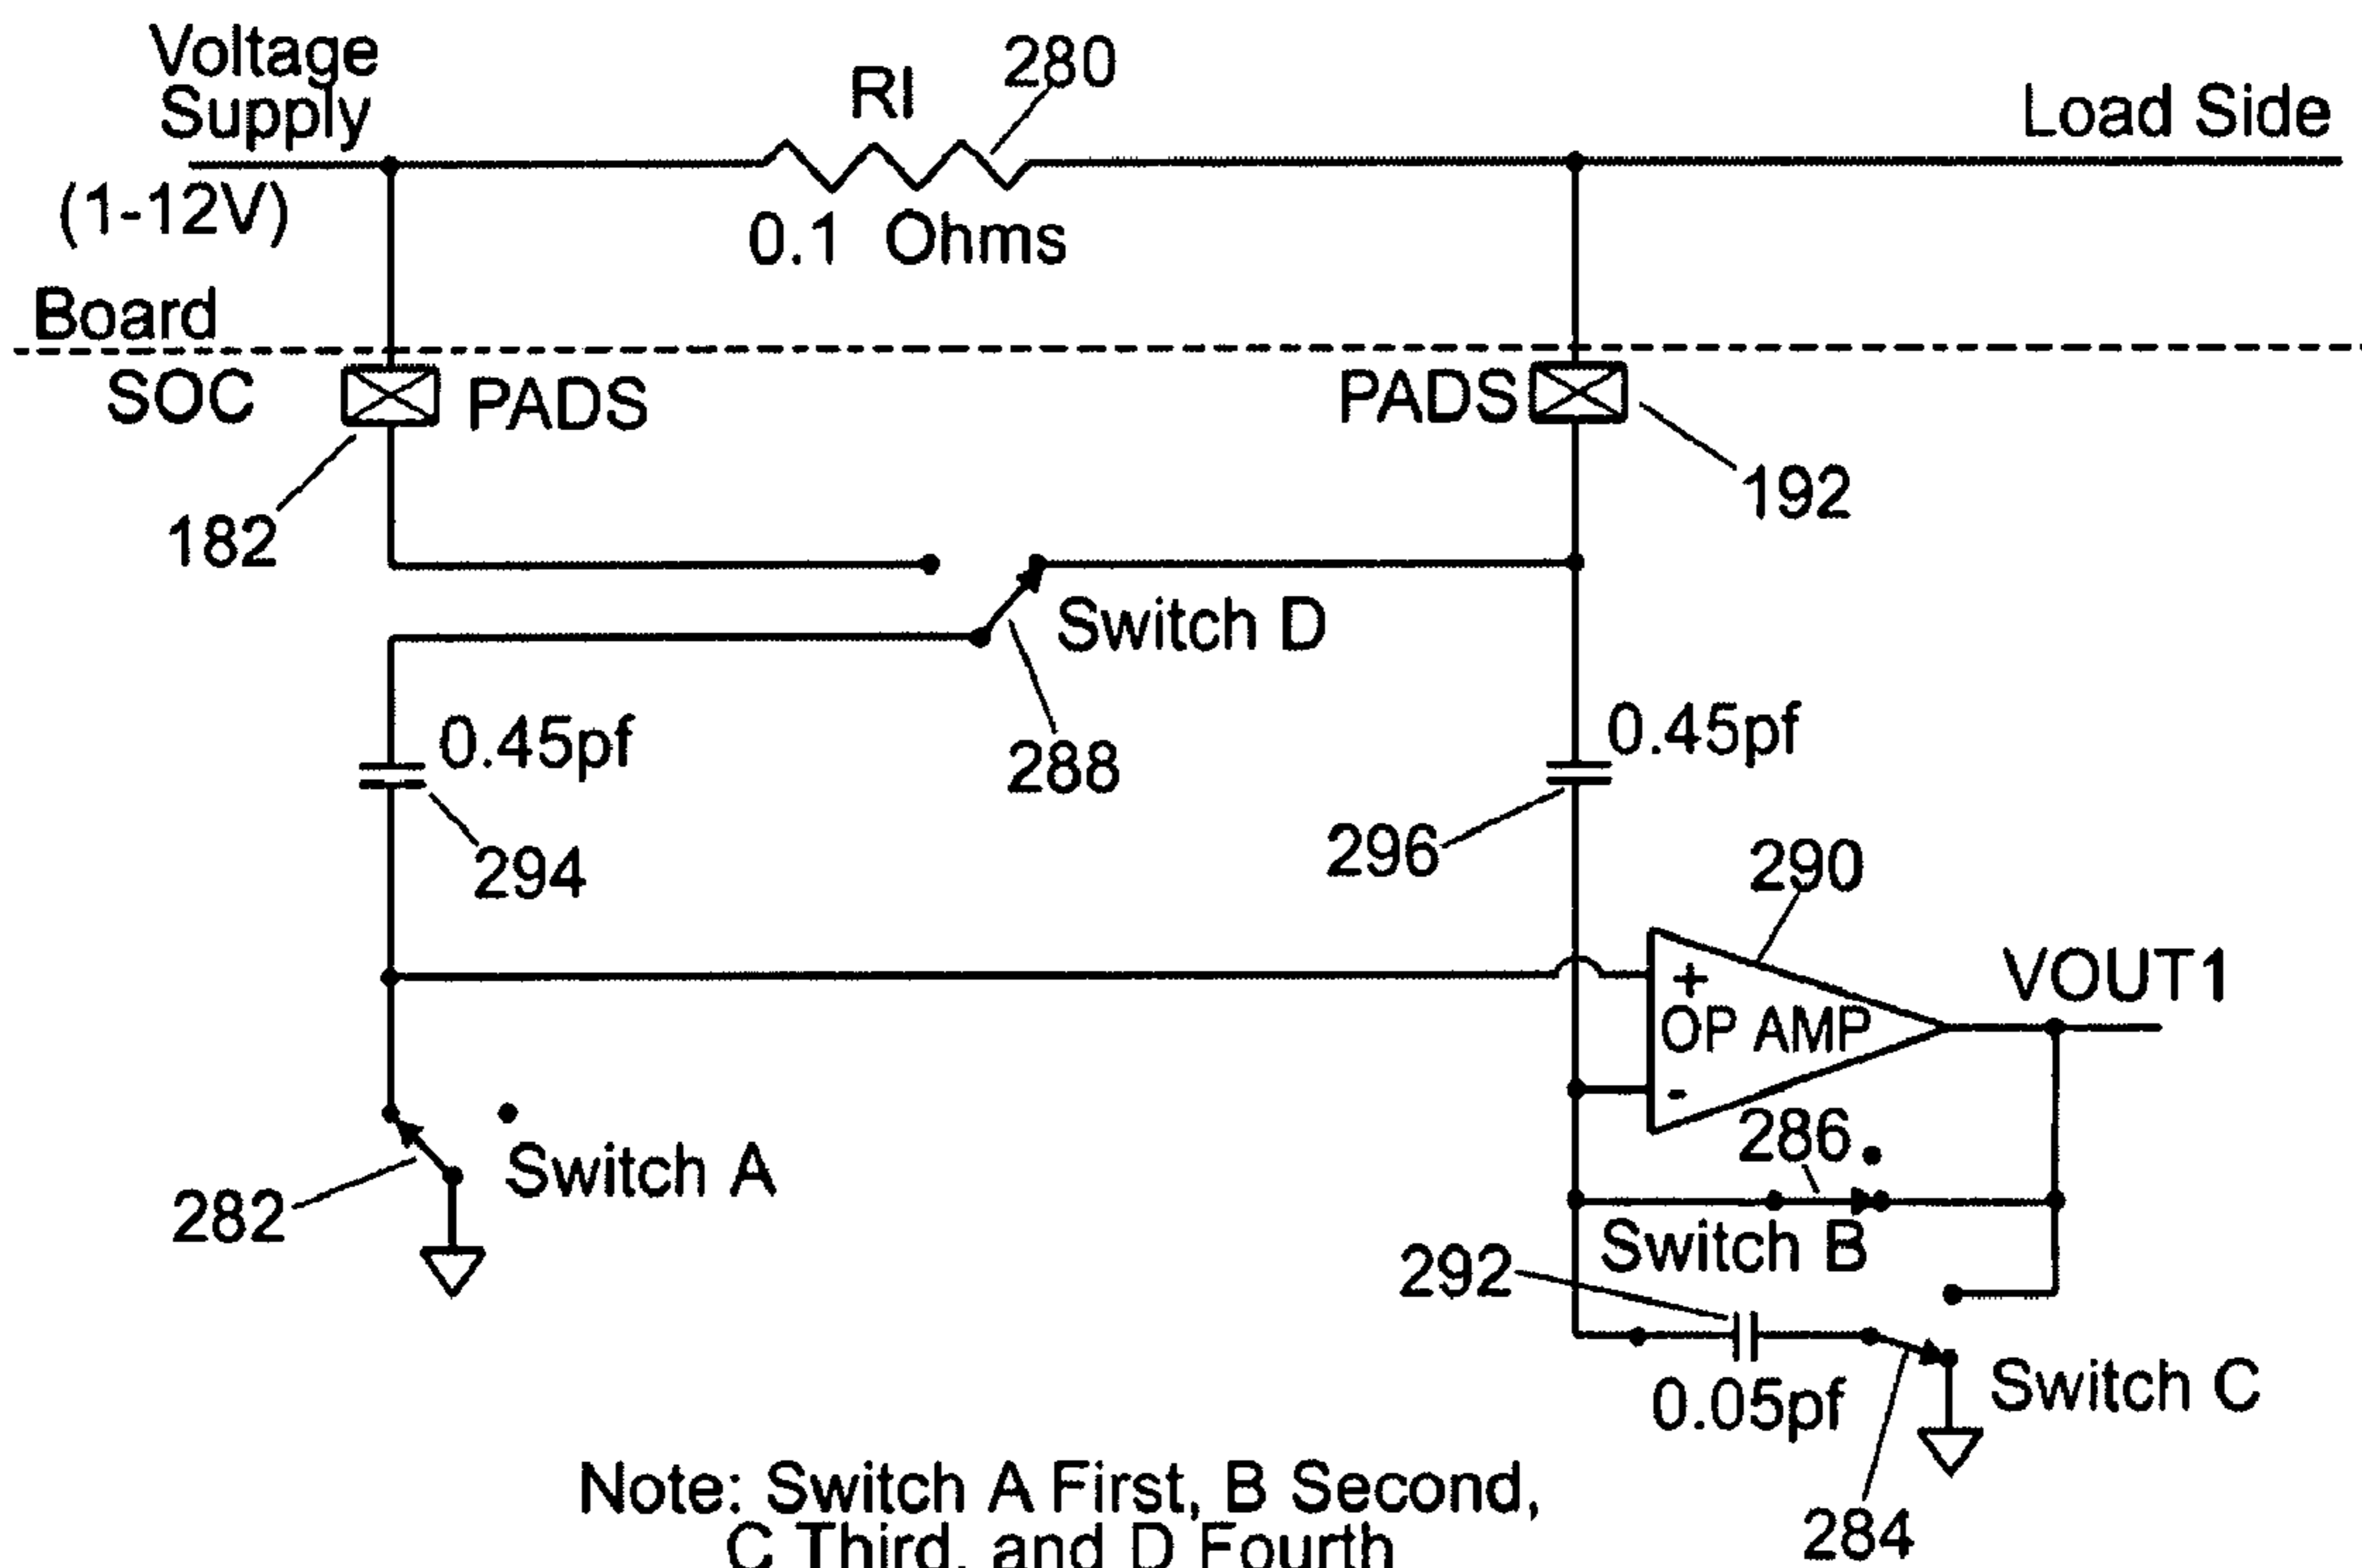 Voltage
Supply
(1-12V)
RI
280
0.1 Ohms
Load Side
Board
SOC
PADS
PADS
182
192
Switch D
288
0.45pf
294
0.45pf
296
290
+
OP AMP
-
VOUT1
282
Switch A
286
Switch B
292
0.05pf
Switch C
284
Note: Switch A First, B Second,
C Third, and D Fourth